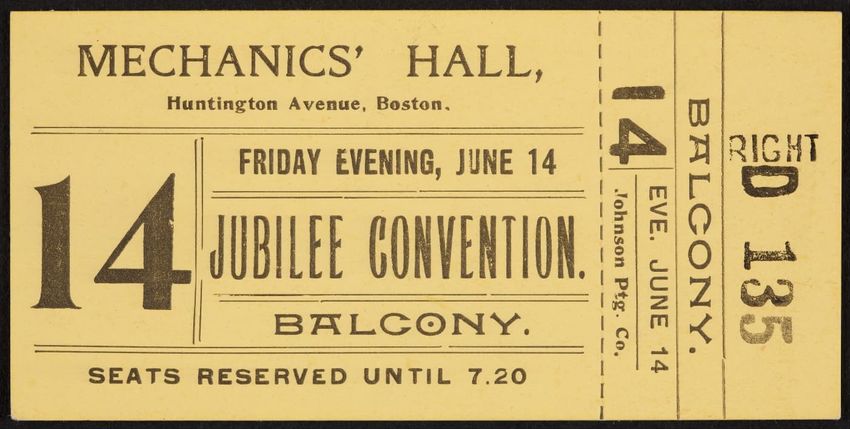 MECHANICS' HALL,
Huntington Avenue, Boston.
14
FRIDAY EVENING, JUNE 14
JUBILEE CONVENTION.
BALCONY.
SEATS RESERVED UNTIL 7.20
14
EVE. JUNE 14
Johnson Ptg. Co.
BALCONY.
RIGHT
D 135